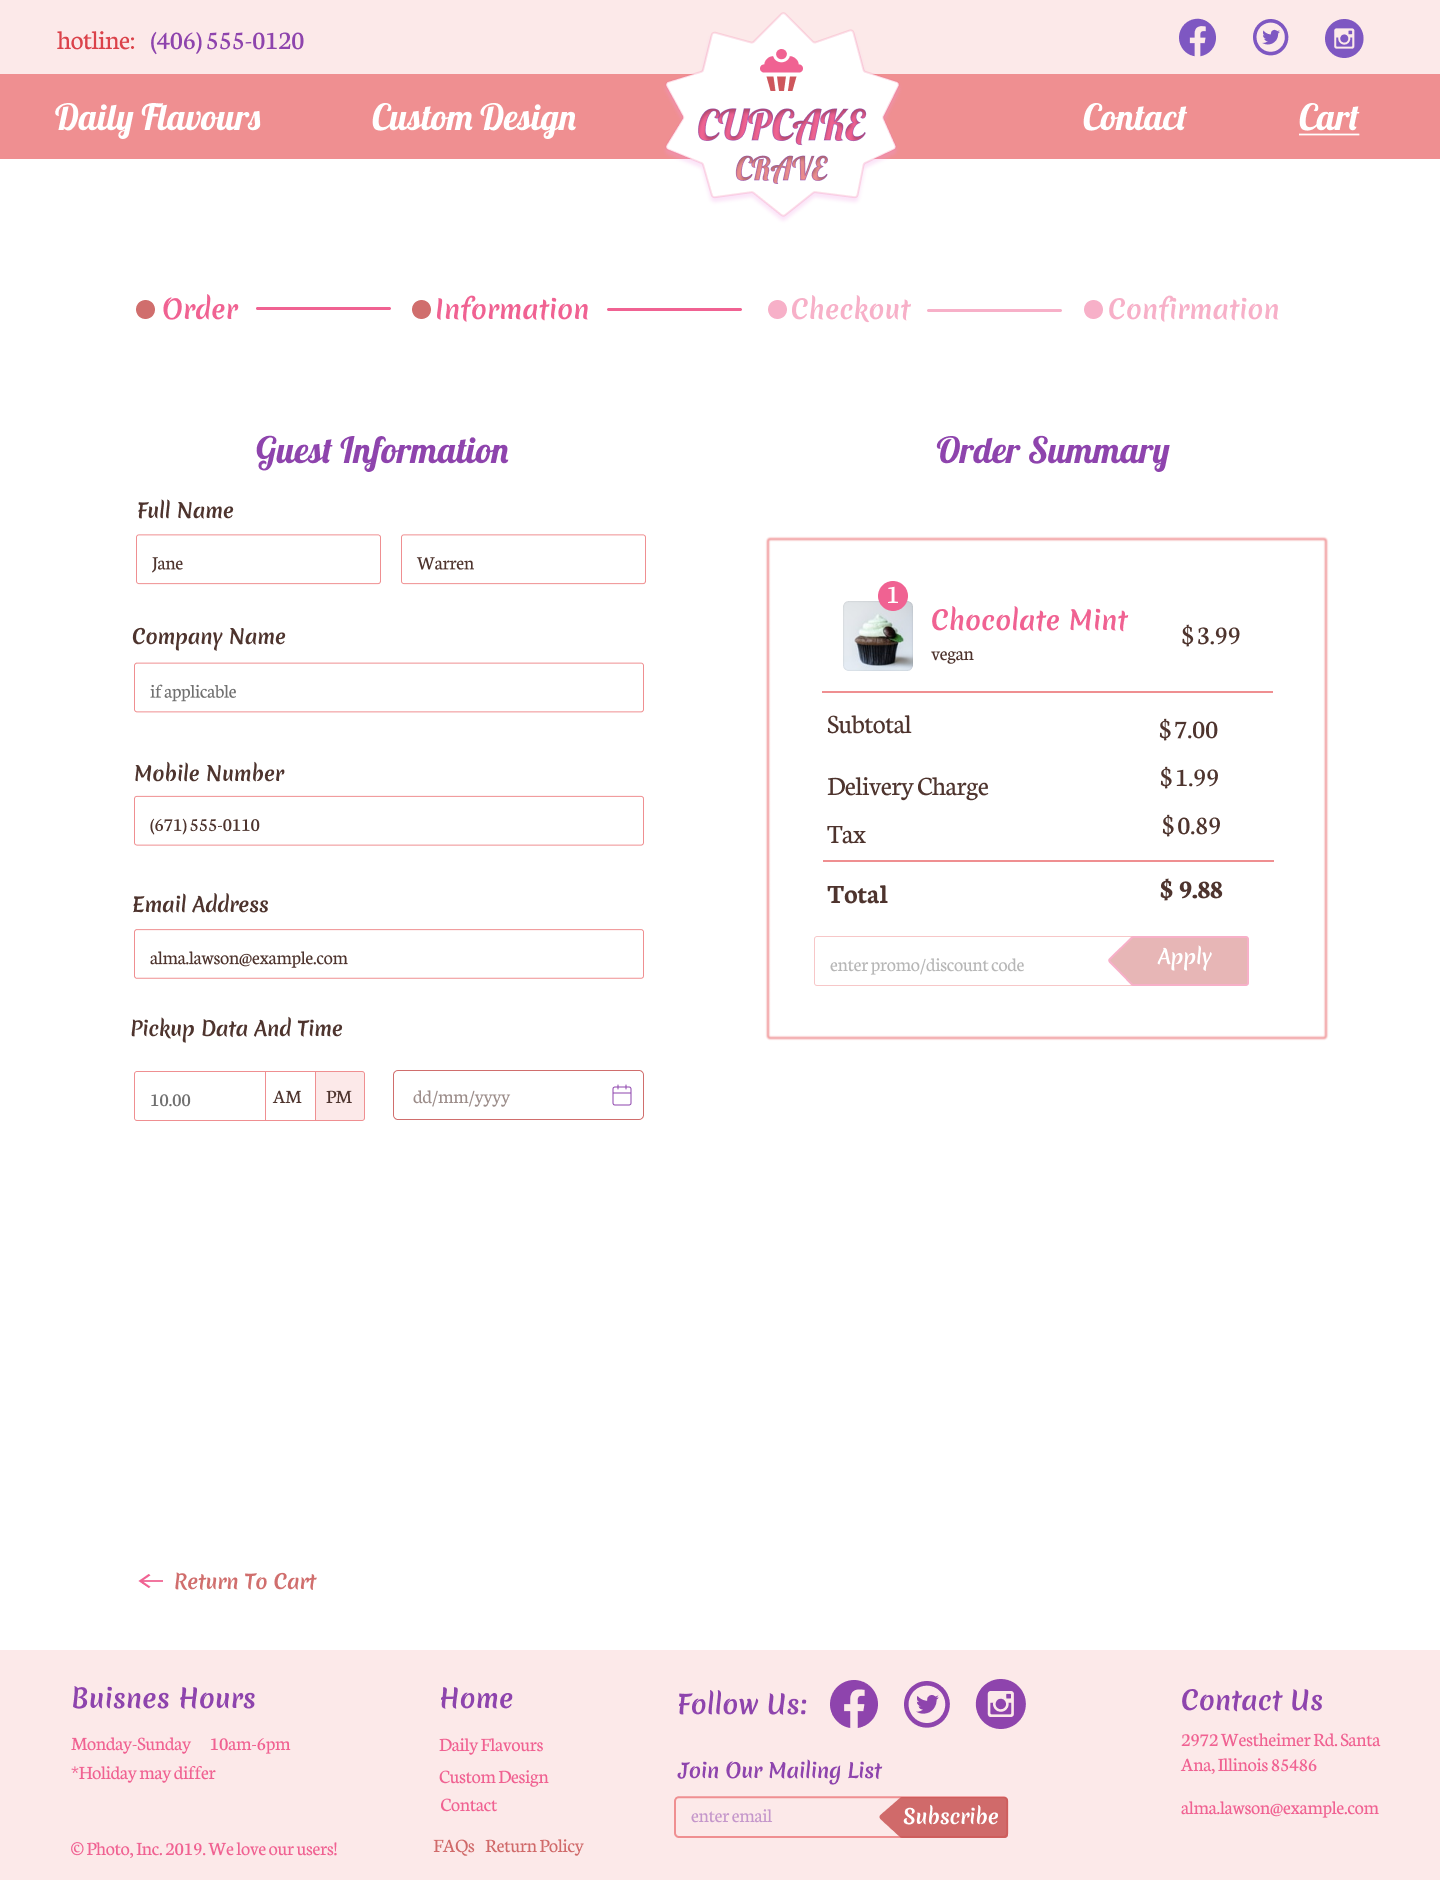 hotline: (406) 555-0120
Daily Flavours Custom Design Contact Cart
CUPCAKE
CRAVE
Order Information Checkout Confirmation
Guest Information
Full Name
Jane Warren
Company Name
if applicable
Mobile Number
(671) 555-0110
Email Address
alma.lawson@example.com
Pickup Data And Time
10.00 AM PM dd/mm/yyyy
Order Summary
1
Chocolate Mint
vegan
$ 3.99
Subtotal $ 7.00
Delivery Charge $ 1.99
Tax $ 0.89
Total $ 9.88
enter promo/discount code Apply
Return To Cart
Buisnes Hours
Monday-Sunday 10am-6pm
*Holiday may differ
© Photo, Inc. 2019. We love our users!
Home
Daily Flavours
Custom Design
Contact
FAQs Return Policy
Follow Us:
Join Our Mailing List
enter email Subscribe
Contact Us
2972 Westheimer Rd. Santa
Ana, Illinois 85486
alma.lawson@example.com